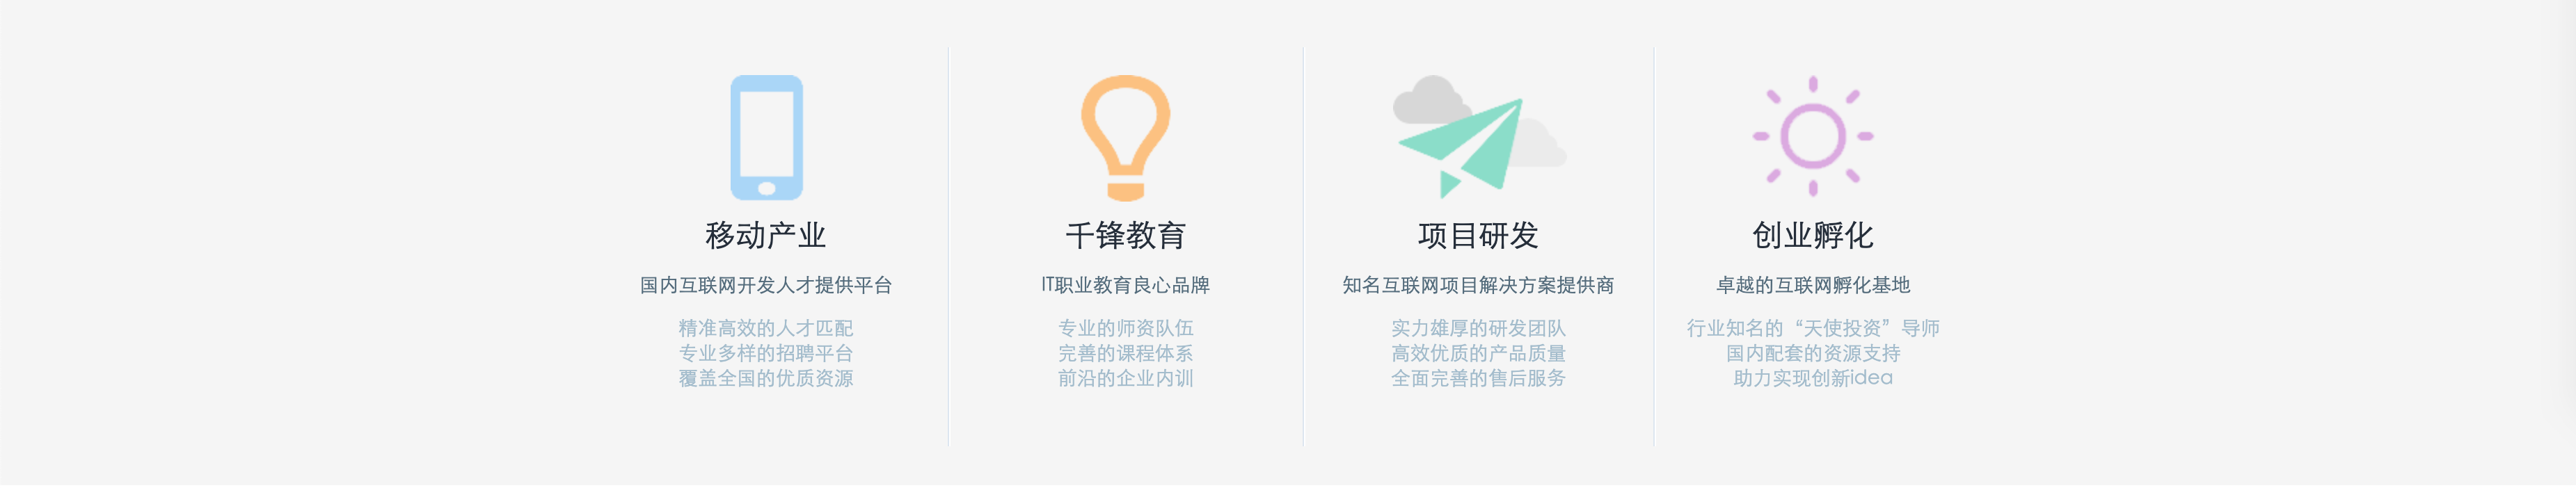 移动产业
国内互联网开发人才提供平台
精准高效的人才匹配
专业多样的招聘平台
覆盖全国的优质资源
千锋教育
IT职业教育良心品牌
专业的师资队伍
完善的课程体系
前沿的企业内训
项目研发
知名互联网项目解决方案提供商
实力雄厚的研发团队
高效优质的产品质量
全面完善的售后服务
创业孵化
卓越的互联网孵化基地
行业知名的“天使投资”导师
国内配套的资源支持
助力实现创新idea